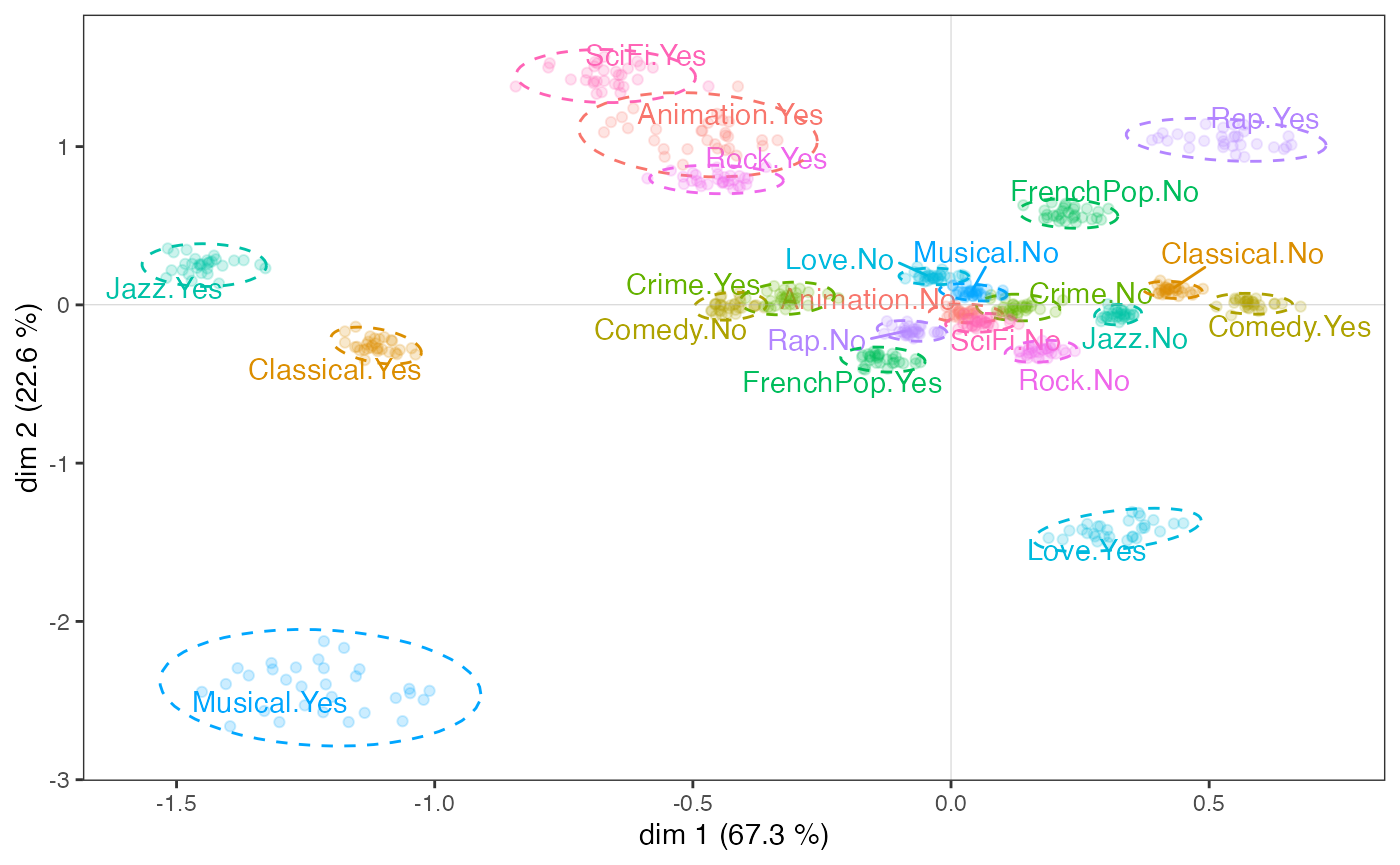 SciFi.Yes
Animation.Yes
Rap.Yes
Rock.Yes
FrenchPop.No
Love.No
Musical.No
Classical.No
Jazz.Yes
Crime.Yes
Animation.No
Crime.No
Comedy.No
Rap.No
SciFi.No
Jazz.No
Comedy.Yes
Classical.Yes
FrenchPop.Yes
Rock.No
Love.Yes
Musical.Yes
1
0
-1
-2
-3
dim 2 (22.6 %)
-1.5
-1.0
-0.5
0.0
0.5
dim 1 (67.3 %)